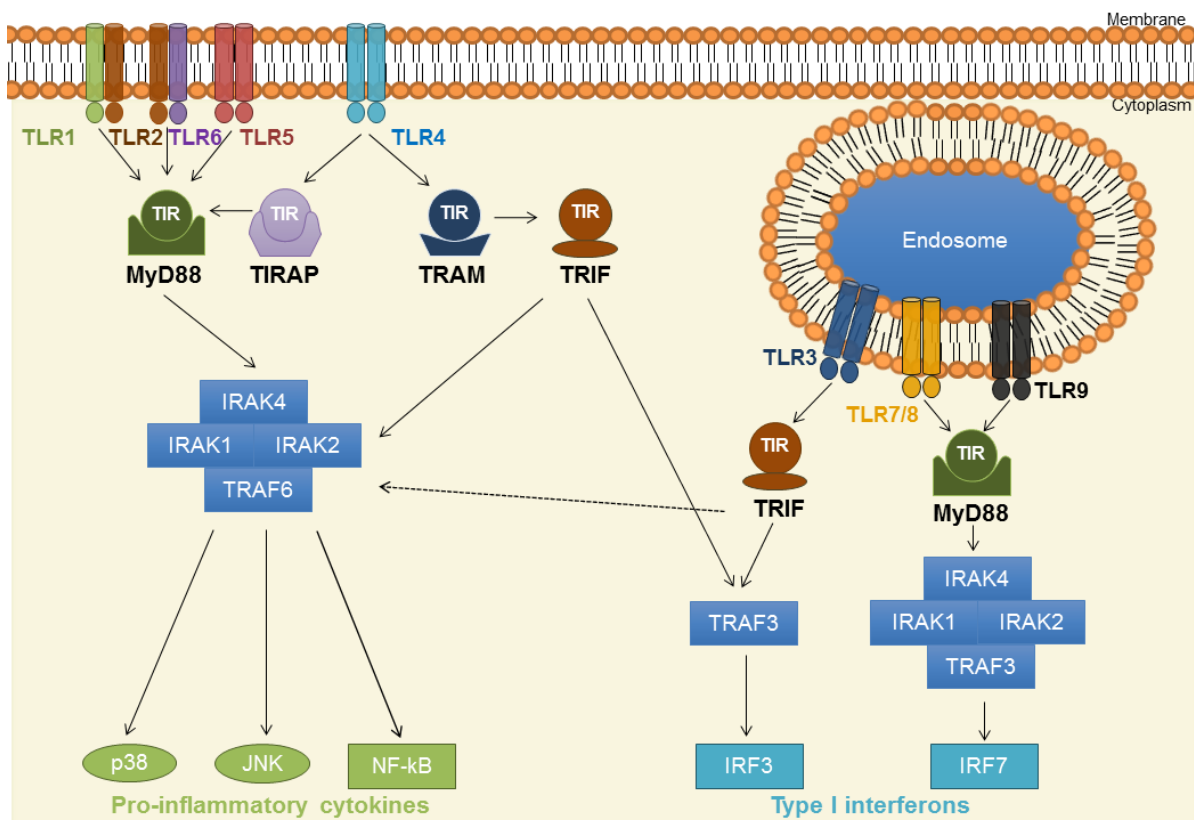 Membrane
Cytoplasm
TLR1
TLR2
TLR6
TLR5
TLR4
TIR
MyD88
TIR
TIRAP
TIR
TRAM
TIR
TRIF
Endosome
TLR3
TLR7/8
TLR9
TIR
TRIF
TIR
MyD88
IRAK4
IRAK1
IRAK2
TRAF6
TRAF3
IRAK4
IRAK1
IRAK2
TRAF3
p38
JNK
NF-kB
IRF3
IRF7
Pro-inflammatory cytokines
Type I interferons